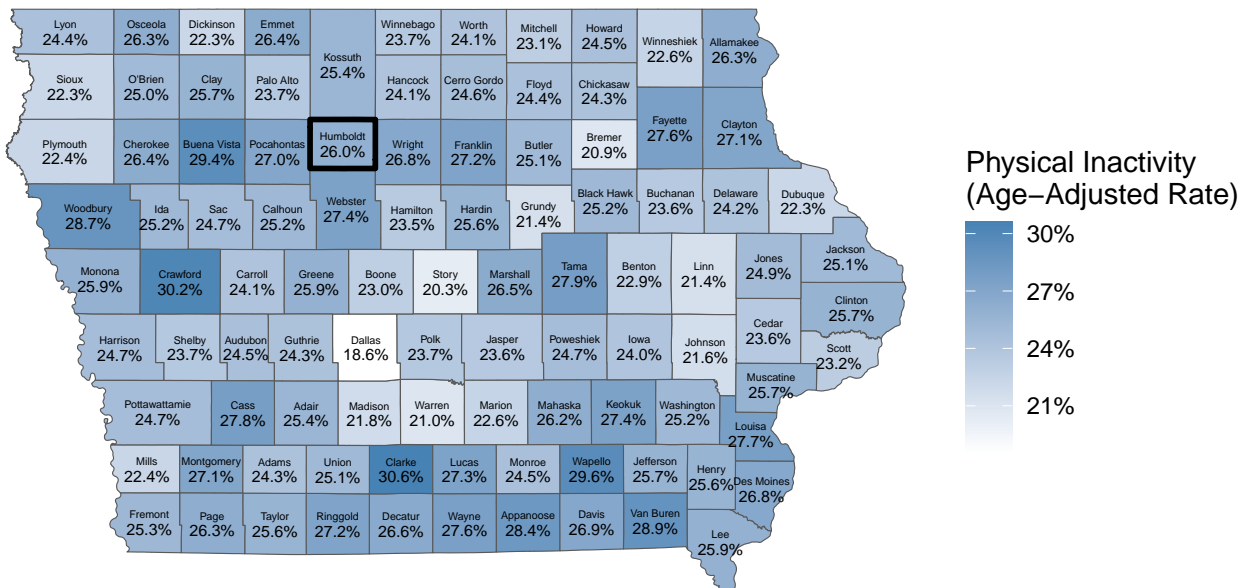 Lyon
24.4%
Osceola
26.3%
Dickinson
22.3%
Emmet
26.4%
Kossuth
25.4%
Winnebago
23.7%
Worth
24.1%
Mitchell
23.1%
Howard
24.5%
Winneshiek
22.6%
Allamakee
26.3%
Sioux
22.3%
O'Brien
25.0%
Clay
25.7%
Palo Alto
23.7%
Hancock
24.1%
Cerro Gordo
24.6%
Floyd
24.4%
Chickasaw
24.3%
Fayette
27.6%
Clayton
27.1%
Plymouth
22.4%
Cherokee
26.4%
Buena Vista
29.4%
Pocahontas
27.0%
Humboldt
26.0%
Wright
26.8%
Franklin
27.2%
Butler
25.1%
Bremer
20.9%
Woodbury
28.7%
Ida
25.2%
Sac
24.7%
Calhoun
25.2%
Webster
27.4%
Hamilton
23.5%
Hardin
25.6%
Grundy
21.4%
Black Hawk
25.2%
Buchanan
23.6%
Delaware
24.2%
Dubuque
22.3%
Monona
25.9%
Crawford
30.2%
Carroll
24.1%
Greene
25.9%
Boone
23.0%
Story
20.3%
Marshall
26.5%
Tama
27.9%
Benton
22.9%
Linn
21.4%
Jones
24.9%
Jackson
25.1%
Clinton
25.7%
Harrison
24.7%
Shelby
23.7%
Audubon
24.5%
Guthrie
24.3%
Dallas
18.6%
Polk
23.7%
Jasper
23.6%
Poweshiek
24.7%
Iowa
24.0%
Johnson
21.6%
Cedar
23.6%
Scott
23.2%
Muscatine
25.7%
Pottawattamie
24.7%
Cass
27.8%
Adair
25.4%
Madison
21.8%
Warren
21.0%
Marion
22.6%
Mahaska
26.2%
Keokuk
27.4%
Washington
25.2%
Louisa
27.7%
Mills
22.4%
Montgomery
27.1%
Adams
24.3%
Union
25.1%
Clarke
30.6%
Lucas
27.3%
Monroe
24.5%
Wapello
29.6%
Jefferson
25.7%
Henry
25.6%
Des Moines
26.8%
Fremont
25.3%
Page
26.3%
Taylor
25.6%
Ringgold
27.2%
Decatur
26.6%
Wayne
27.6%
Appanoose
28.4%
Davis
26.9%
Van Buren
28.9%
Lee
25.9%
Physical Inactivity
(Age−Adjusted Rate)
30%
27%
24%
21%